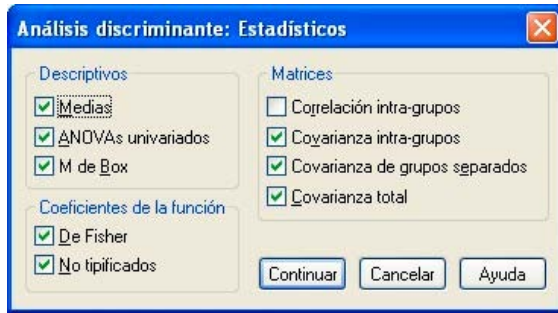 Análisis discriminante: Estadísticos
Descriptivos
Medias
ANOVAs univariados
M de Box
Coeficientes de la función
De Fisher
No tipificados
Matrices
Correlación intra-grupos
Covarianza intra-grupos
Covarianza de grupos separados
Covarianza total
Continuar
Cancelar
Ayuda